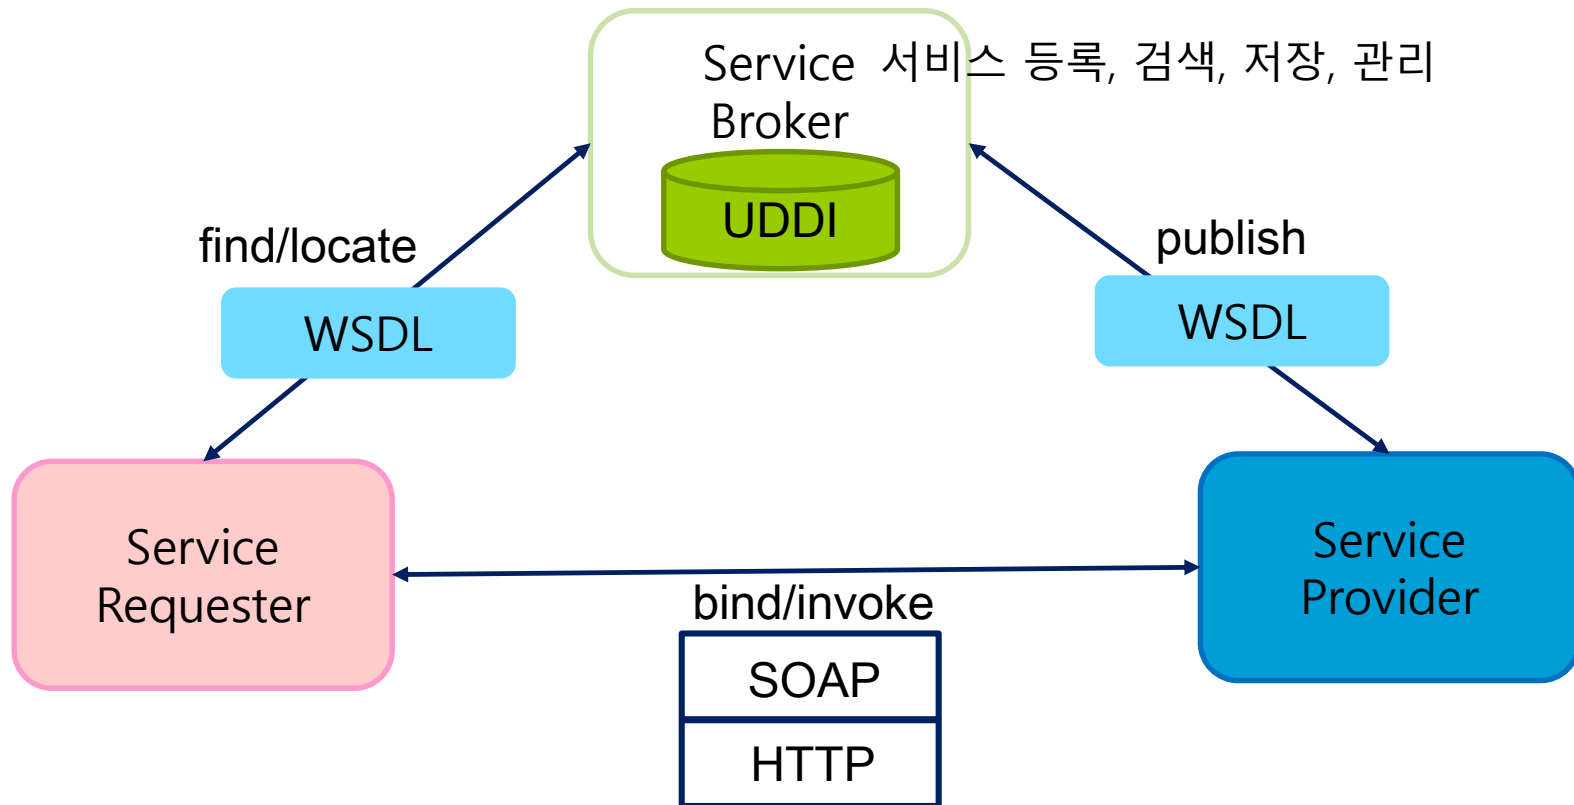 Service 서비스 등록, 검색, 저장, 관리
Broker
UDDI
find/locate
publish
WSDL
WSDL
Service
Requester
Service
Provider
bind/invoke
SOAP
HTTP